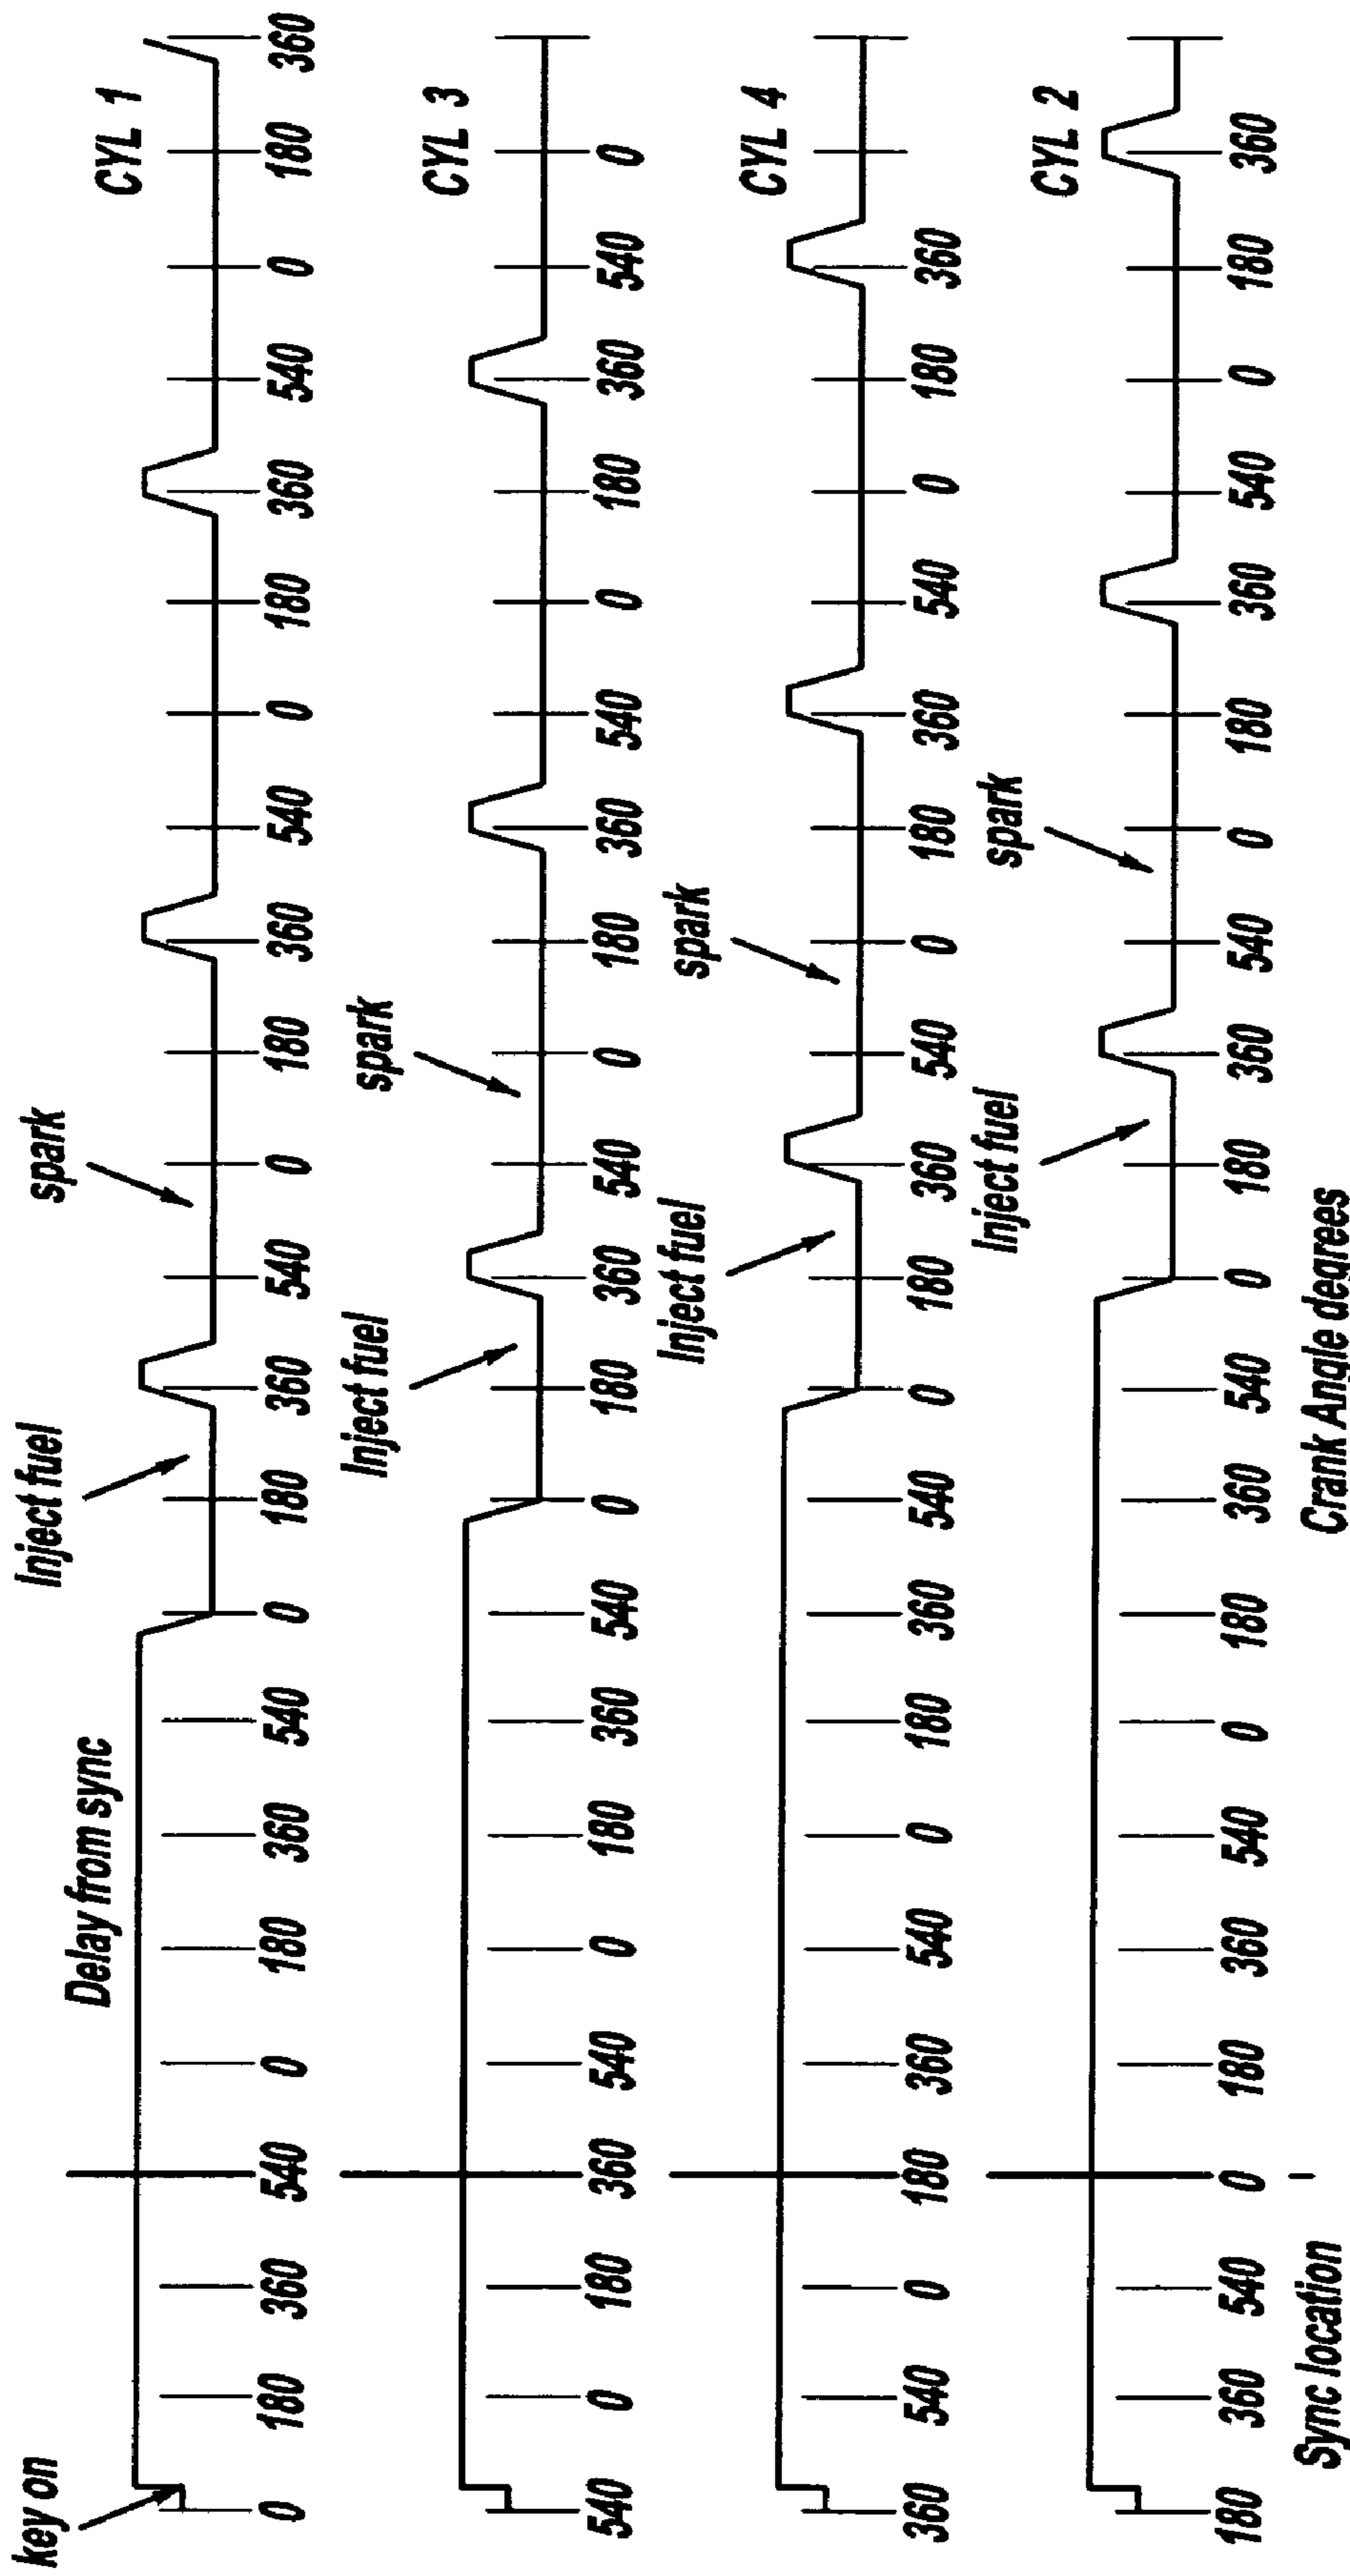 key on
Delay from sync
Inject fuel
spark
CYL 1
0 180 360 540 0 180 360 540 0 180 360 540 0 180 360 540 0 180 360 540 0 180 360
Inject fuel
spark
CYL 3
540 0 180 360 540 0 180 360 540 0 180 360 540 0 180 360 540 0 180 360 540 0
Inject fuel
spark
CYL 4
360 540 0 180 360 540 0 180 360 540 0 180 360 540 0 180 360 540 0 180 360
Inject fuel
spark
CYL 2
180 360 540 0 180 360 540 0 180 360 540 0 180 360 540 0 180 360 540 0 180 360
Sync location
Crank Angle degrees